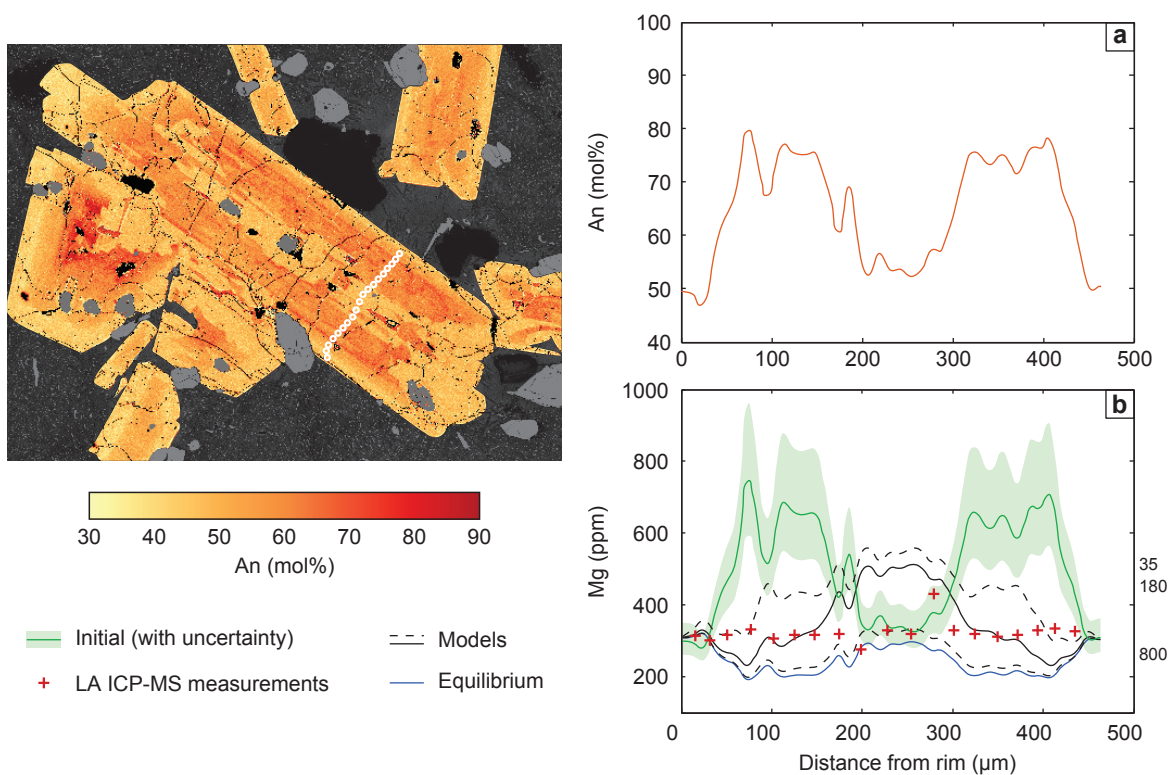 30 40 50 60 70 80 90
An (mol%)
Initial (with uncertainty)
LA ICP-MS measurements
Models
Equilibrium
a
100
90
80
70
60
50
40
An (mol%)
0 100 200 300 400 500
b
1000
800
600
400
200
Mg (ppm)
35
180
800
0 100 200 300 400 500
Distance from rim (µm)